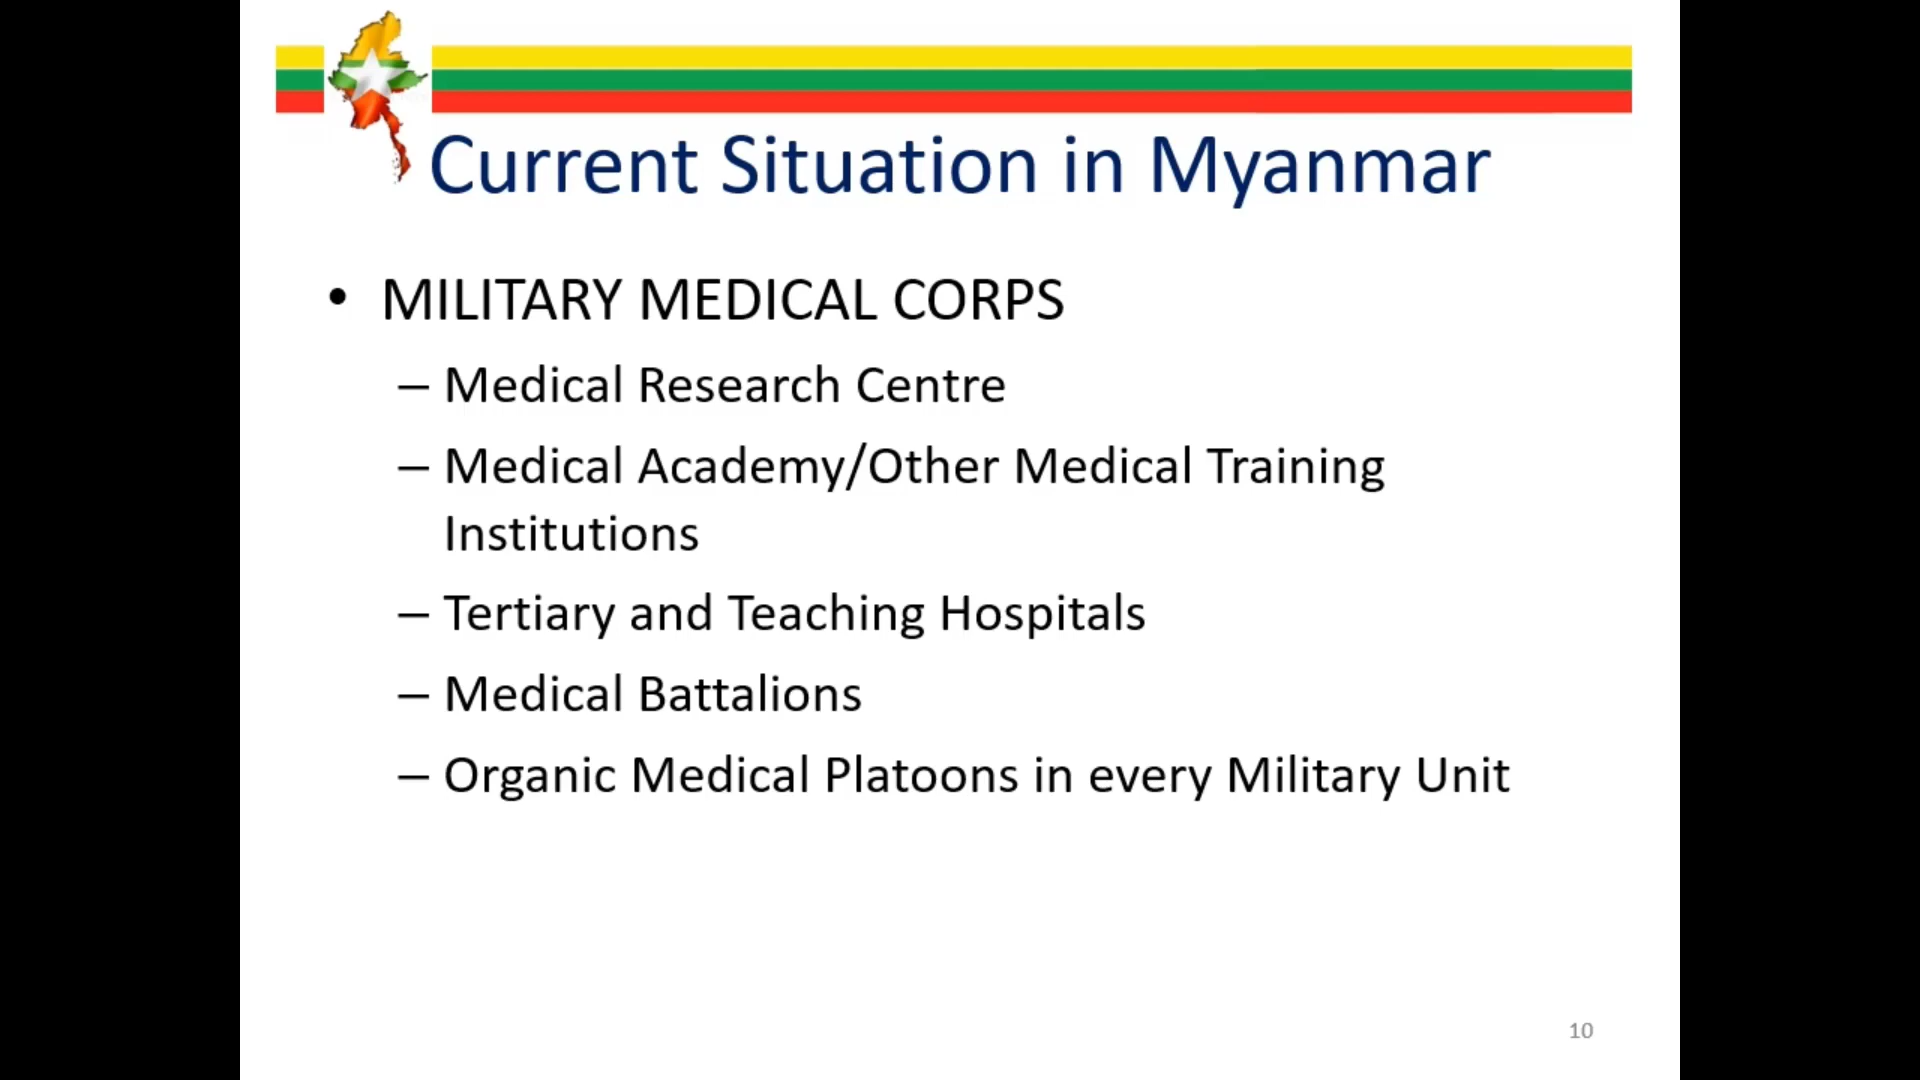 Current Situation in Myanmar
• MILITARY MEDICAL CORPS
– Medical Research Centre
– Medical Academy/Other Medical Training
Institutions
– Tertiary and Teaching Hospitals
– Medical Battalions
– Organic Medical Platoons in every Military Unit
10